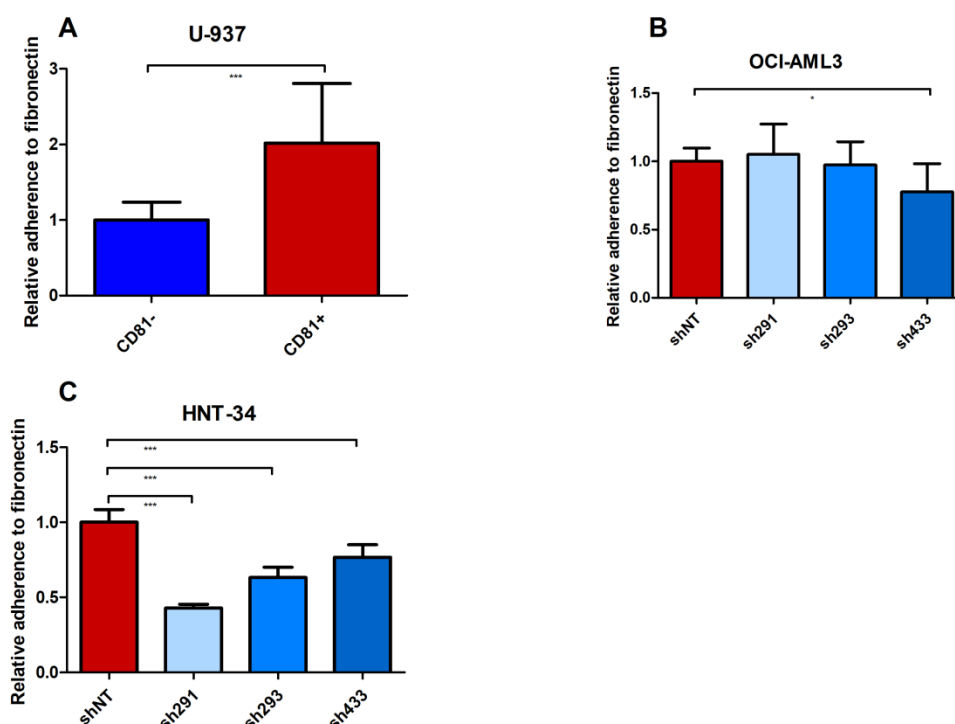 A
U-937
Relative adherence to fibronectin
3
2
1
0
***
CD81-
CD81+
B
OCI-AML3
Relative adherence to fibronectin
1.5
1.0
0.5
0.0
*
shNT
sh291
sh293
sh433
C
HNT-34
Relative adherence to fibronectin
1.5
1.0
0.5
0.0
***
***
***
shNT
sh291
sh293
sh433